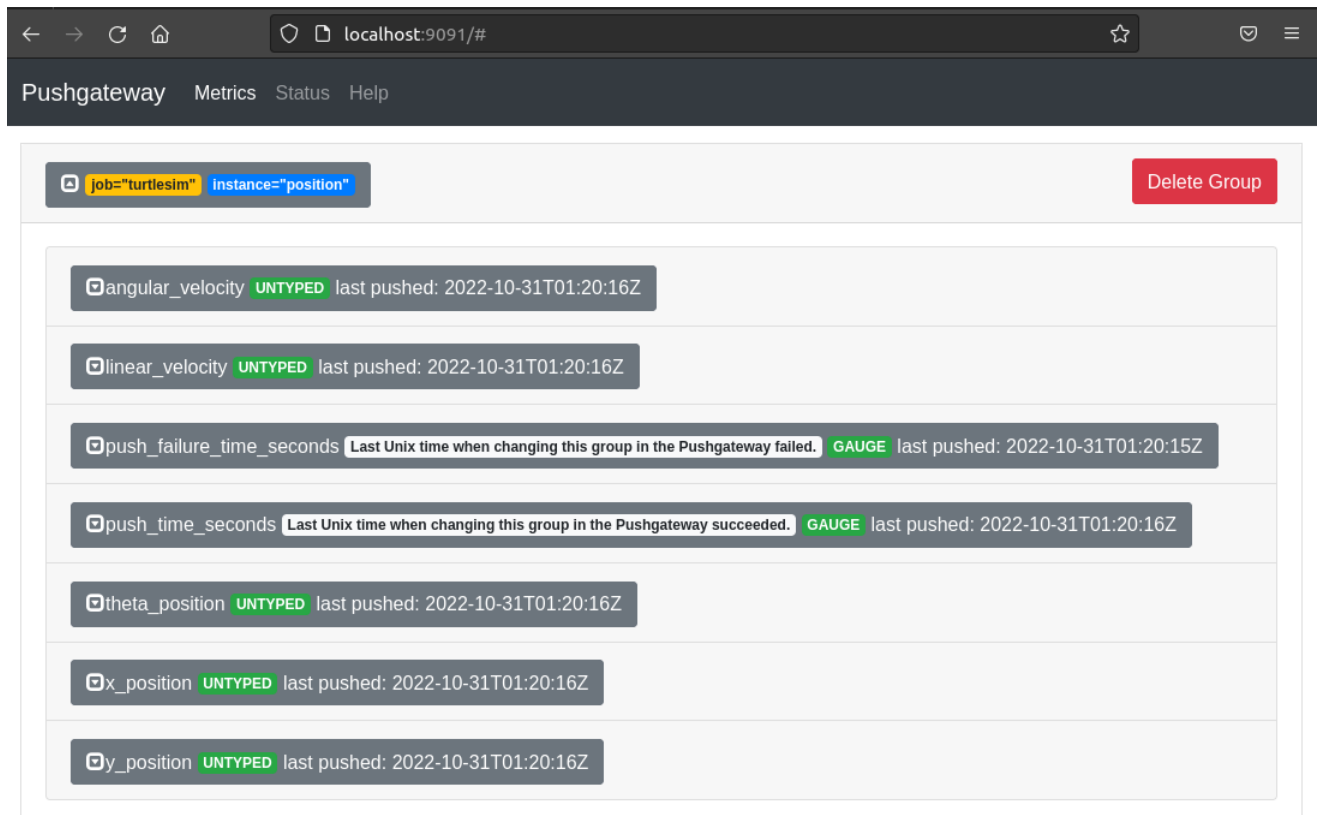 localhost:9091/#
Pushgateway Metrics Status Help
job="turtlesim" instance="position" Delete Group
angular_velocity UNTYPED last pushed: 2022-10-31T01:20:16Z
linear_velocity UNTYPED last pushed: 2022-10-31T01:20:16Z
push_failure_time_seconds Last Unix time when changing this group in the Pushgateway failed. GAUGE last pushed: 2022-10-31T01:20:15Z
push_time_seconds Last Unix time when changing this group in the Pushgateway succeeded. GAUGE last pushed: 2022-10-31T01:20:16Z
theta_position UNTYPED last pushed: 2022-10-31T01:20:16Z
x_position UNTYPED last pushed: 2022-10-31T01:20:16Z
y_position UNTYPED last pushed: 2022-10-31T01:20:16Z